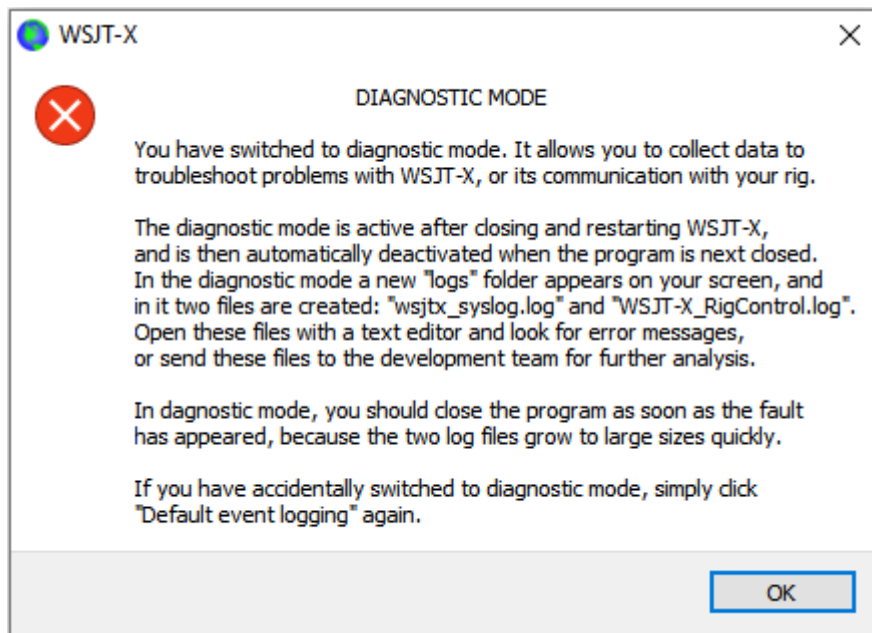 WSJT-X
DIAGNOSTIC MODE
You have switched to diagnostic mode. It allows you to collect data to
troubleshoot problems with WSJT-X, or its communication with your rig.
The diagnostic mode is active after closing and restarting WSJT-X,
and is then automatically deactivated when the program is next closed.
In the diagnostic mode a new "logs" folder appears on your screen, and
in it two files are created: "wsjtx_syslog.log" and "WSJT-X_RigControl.log".
Open these files with a text editor and look for error messages,
or send these files to the development team for further analysis.
In dagnostic mode, you should close the program as soon as the fault
has appeared, because the two log files grow to large sizes quickly.
If you have accidentally switched to diagnostic mode, simply click
"Default event logging" again.
OK